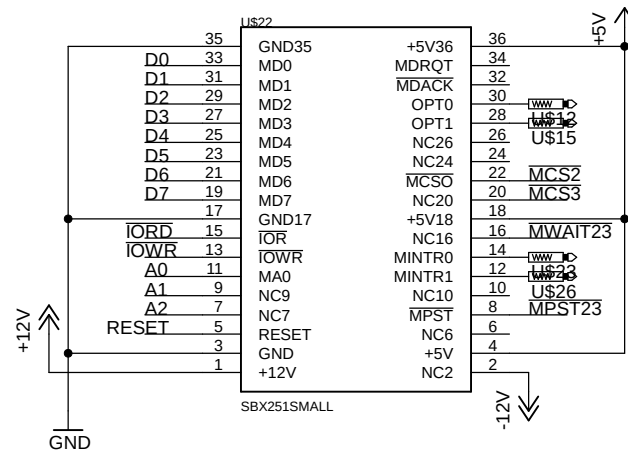 U$22
+5V
35 GND35 +5V36 36
D0 33 MD0 MDRQT 34
D1 31 MD1 MDACK 32
D2 29 MD2 OPT0 30
U$12
D3 27 MD3 OPT1 28
U$15
D4 25 MD4 NC26 26
D5 23 MD5 NC24 24
D6 21 MD6 MCSO 22 MCS2
D7 19 MD7 NC20 20 MCS3
17 GND17 +5V18 18
IORD 15 IOR NC16 16 MWAIT23
IOWR 13 IOWR MINTR0 14
U$23
A0 11 MA0 MINTR1 12
U$26
A1 9 NC9 NC10 10
A2 7 NC7 MPST 8 MPST23
RESET 5 RESET NC6 6
+12V
3 GND +5V 4
1 +12V NC2 2
-12V
SBX251SMALL
GND